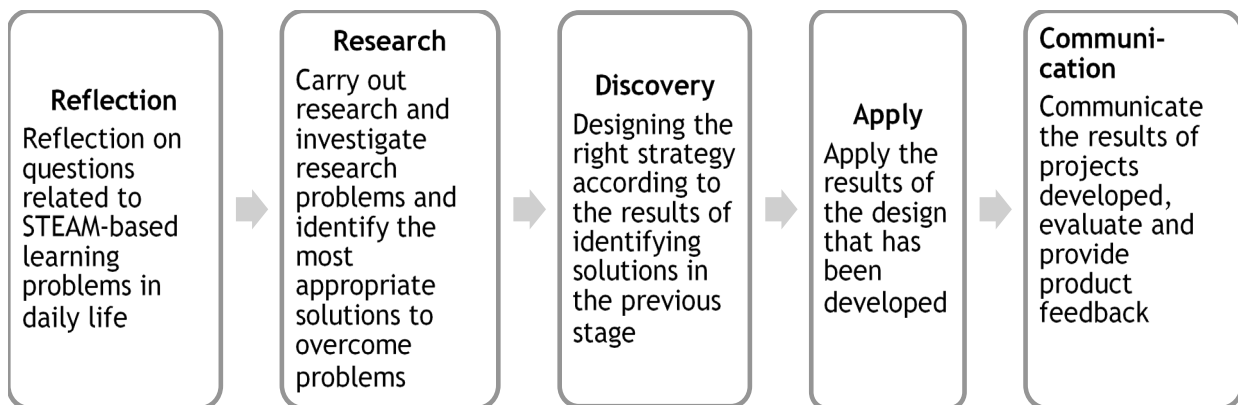 Reflection
Reflection on
questions
related to
STEAM-based
learning
problems in
daily life
Research
Carry out
research and
investigate
research
problems and
identify the
most
appropriate
solutions to
overcome
problems
Discovery
Designing the
right strategy
according to
the results of
identifying
solutions in
the previous
stage
Apply
Apply the
results of
the design
that has
been
developed
Communi-
cation
Communicate
the results of
projects
developed,
evaluate and
provide
product
feedback